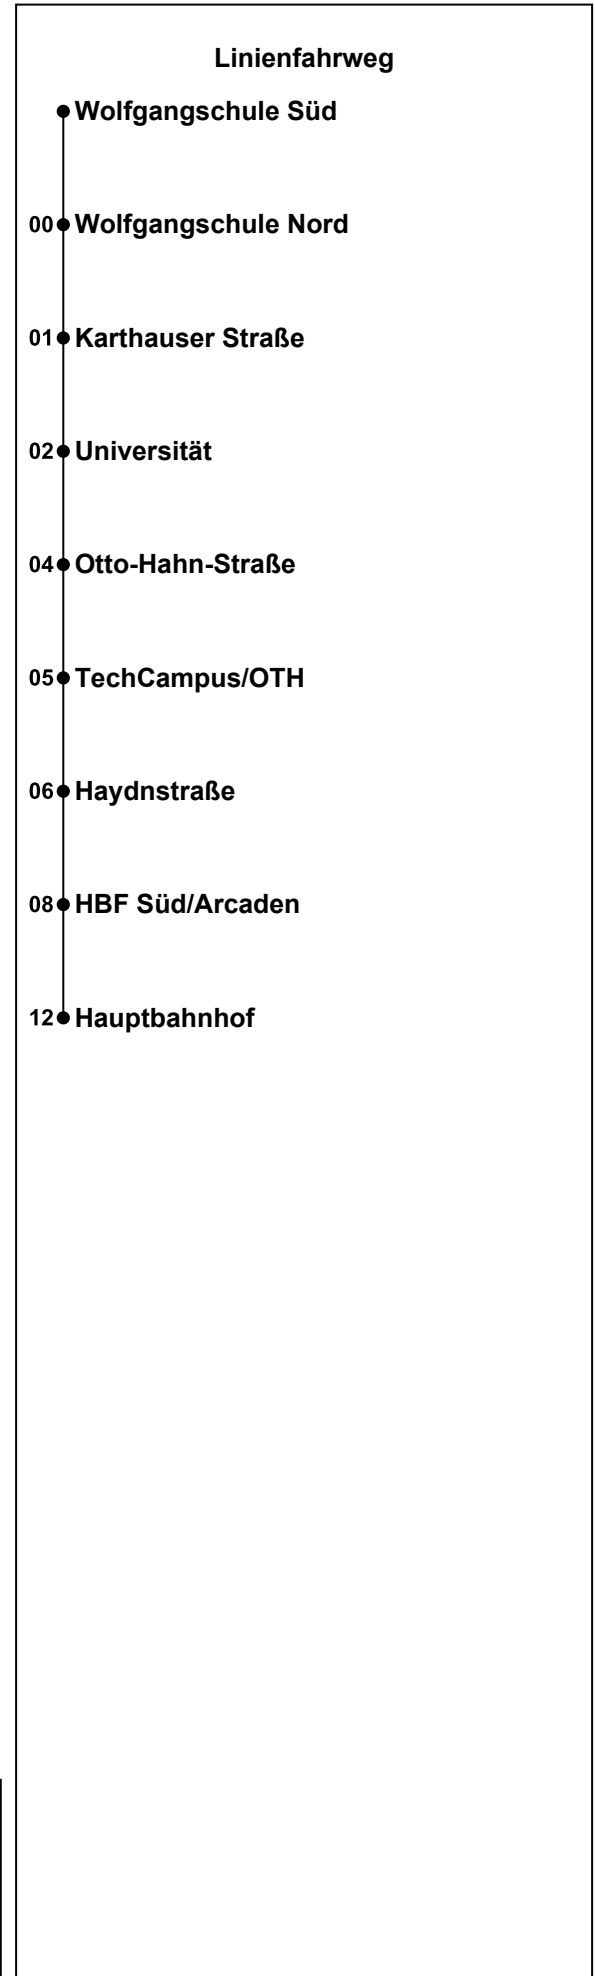 Linienfahrweg
Wolfgangschule Süd
00 Wolfgangschule Nord
01 Karthauser Straße
02 Universität
04 Otto-Hahn-Straße
05 TechCampus/OTH
06 Haydnstraße
08 HBF Süd/Arcaden
12 Hauptbahnhof